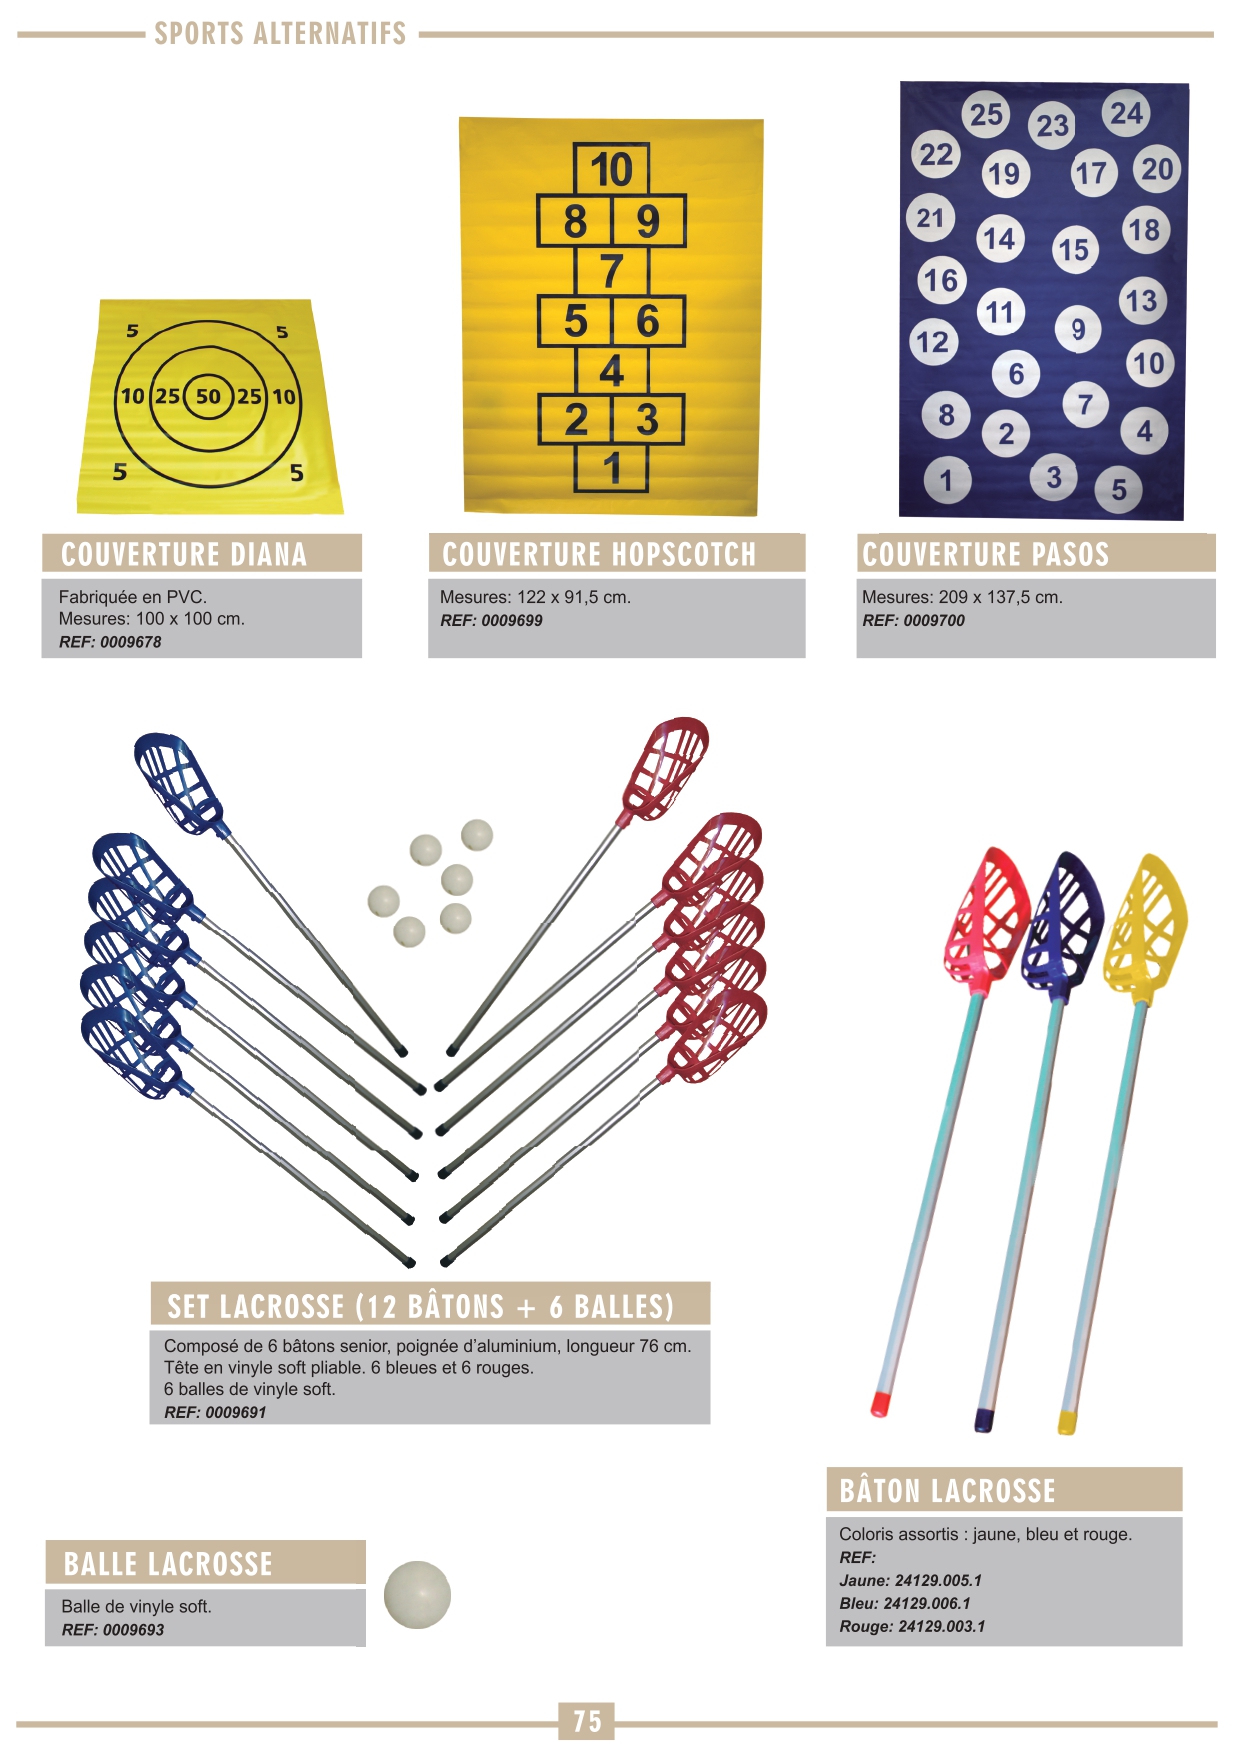 SPORTS ALTERNATIFS
5 5
10 25 50 25 10
5 5
COUVERTURE DIANA
Fabriquée en PVC.
Mesures: 100 x 100 cm.
REF: 0009678
10
8 9
7
5 6
4
2 3
1
COUVERTURE HOPSCOTCH
Mesures: 122 x 91,5 cm.
REF: 0009699
25 23 24
22 19 17 20
21 14 15 18
16 11 9 13
12 6 10
8 2 7 4
1 3 5
COUVERTURE PASOS
Mesures: 209 x 137,5 cm.
REF: 0009700
SET LACROSSE (12 BÂTONS + 6 BALLES)
Composé de 6 bâtons senior, poignée d’aluminium, longueur 76 cm.
Tête en vinyle soft pliable. 6 bleues et 6 rouges.
6 balles de vinyle soft.
REF: 0009691
BÂTON LACROSSE
Coloris assortis : jaune, bleu et rouge.
REF:
Jaune: 24129.005.1
Bleu: 24129.006.1
Rouge: 24129.003.1
BALLE LACROSSE
Balle de vinyle soft.
REF: 0009693
75